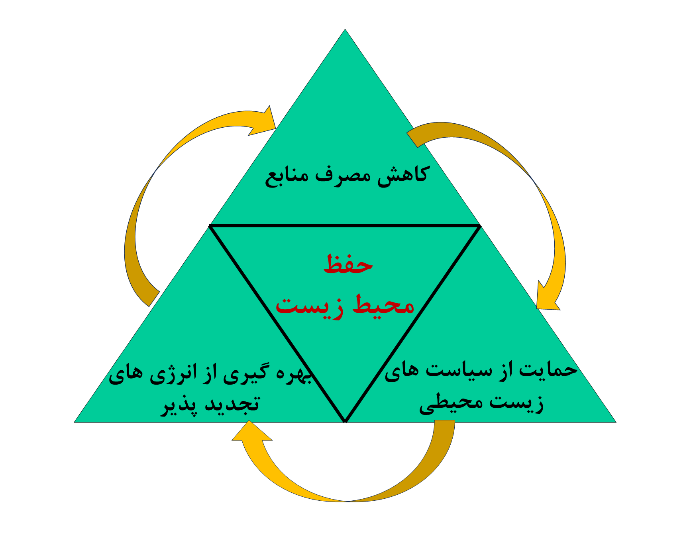 کاهش مصرف منابع
حفظ
محیط زیست
حمایت از سیاست های
زیست محیطی
بهره گیری از انرژی های
تجدید پذیر